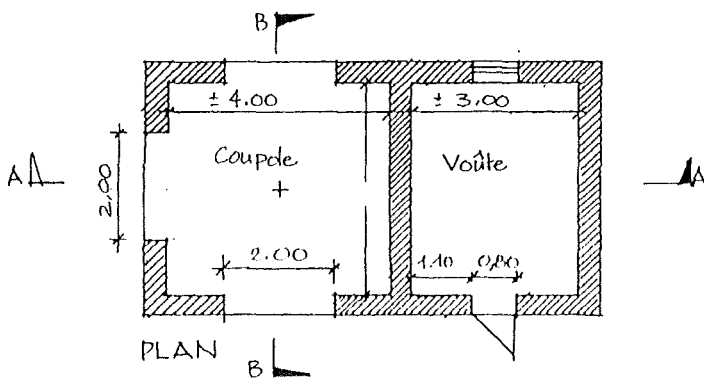 B
± 4.00 ± 3,00
A 2,00 Coupole Voûte A
2.00 1.10 0,80
PLAN
B